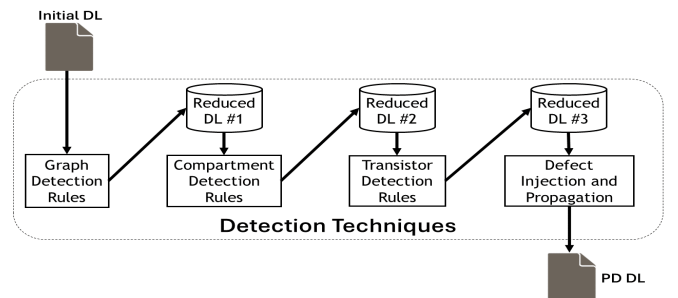 Initial DL
Reduced
DL #1
Reduced
DL #2
Reduced
DL #3
Graph
Detection
Rules
Compartment
Detection
Rules
Transistor
Detection
Rules
Defect
Injection and
Propagation
Detection Techniques
PD DL